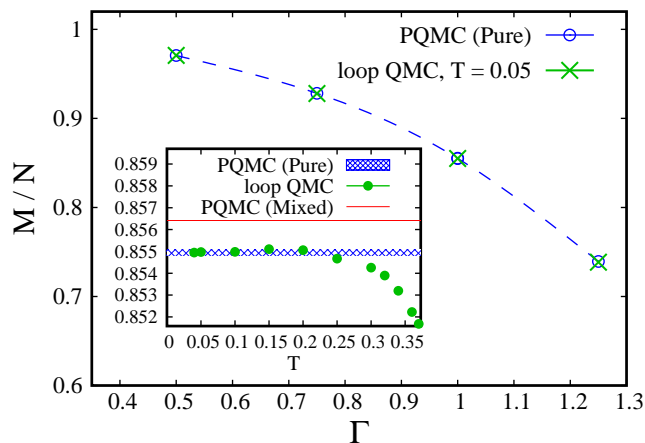 1
0.9
0.8
0.7
0.6
M / N
PQMC (Pure)
loop QMC, T = 0.05
0.859
0.858
0.857
0.856
0.855
0.854
0.853
0.852
PQMC (Pure)
loop QMC
PQMC (Mixed)
0 0.05 0.1 0.15 0.2 0.25 0.3 0.35
T
0.4 0.5 0.6 0.7 0.8 0.9 1 1.1 1.2 1.3
Γ